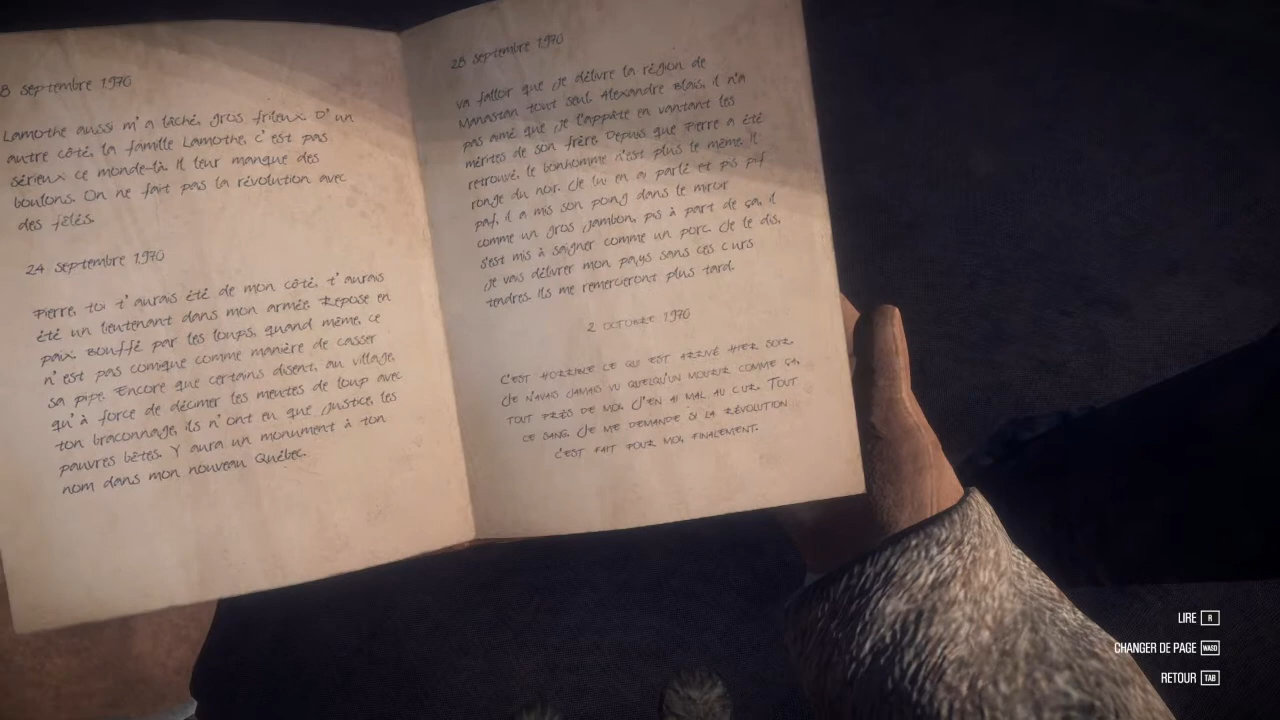 8 septembre 1970
Lamothe aussi m'a lâché, gros frileux. D'un
autre côté, la famille Lamothe, c'est pas
sérieux ce monde-là. Il leur manque des
boulons. On ne fait pas la révolution avec
des fêlés.
24 septembre 1970
Pierre, toi t'aurais été de mon côté, t'aurais
été un lieutenant dans mon armée. Repose en
paix. Bouffé par les loups, quand même, ce
n'est pas comique comme manière de casser
sa pipe. Encore que certains disent, au village,
qu'à force de décimer les meutes de loup avec
ton braconnage, ils n'ont en que justice, les
pauvres bêtes. Y aura un monument à ton
nom dans mon nouveau Québec.
28 septembre 1970
Va falloir que je délivre la région de
Manastan tout seul. Alexandre Blais, il n'a
pas aimé que je l'appâte en vantant les
mérites de son frère. Depuis que Pierre a été
retrouvé, le bonhomme n'est plus le même. Il
ronge du noir. Je lui en ai parlé et pis pif
paf, il a mis son poing dans le miroir
comme un gros jambon, pis à part de ça, il
s'est mis à saigner comme un porc. Je le dis,
je vais délivrer mon pays sans ces curs
tendres. Ils me remercieront plus tard.
2 OCTOBRE 1970
C'EST HORRIBLE CE QUI EST ARRIVÉ HIER SOIR.
JE N'AVAIS JAMAIS VU QUELQU'UN MOURIR COMME ÇA,
TOUT PRÈS DE MOI. J'EN AI MAL AU CUR. TOUT
CE SANG. JE ME DEMANDE SI LA RÉVOLUTION
C'EST FAIT POUR MOI, FINALEMENT.
LIRE R
CHANGER DE PAGE WASD
RETOUR TAB